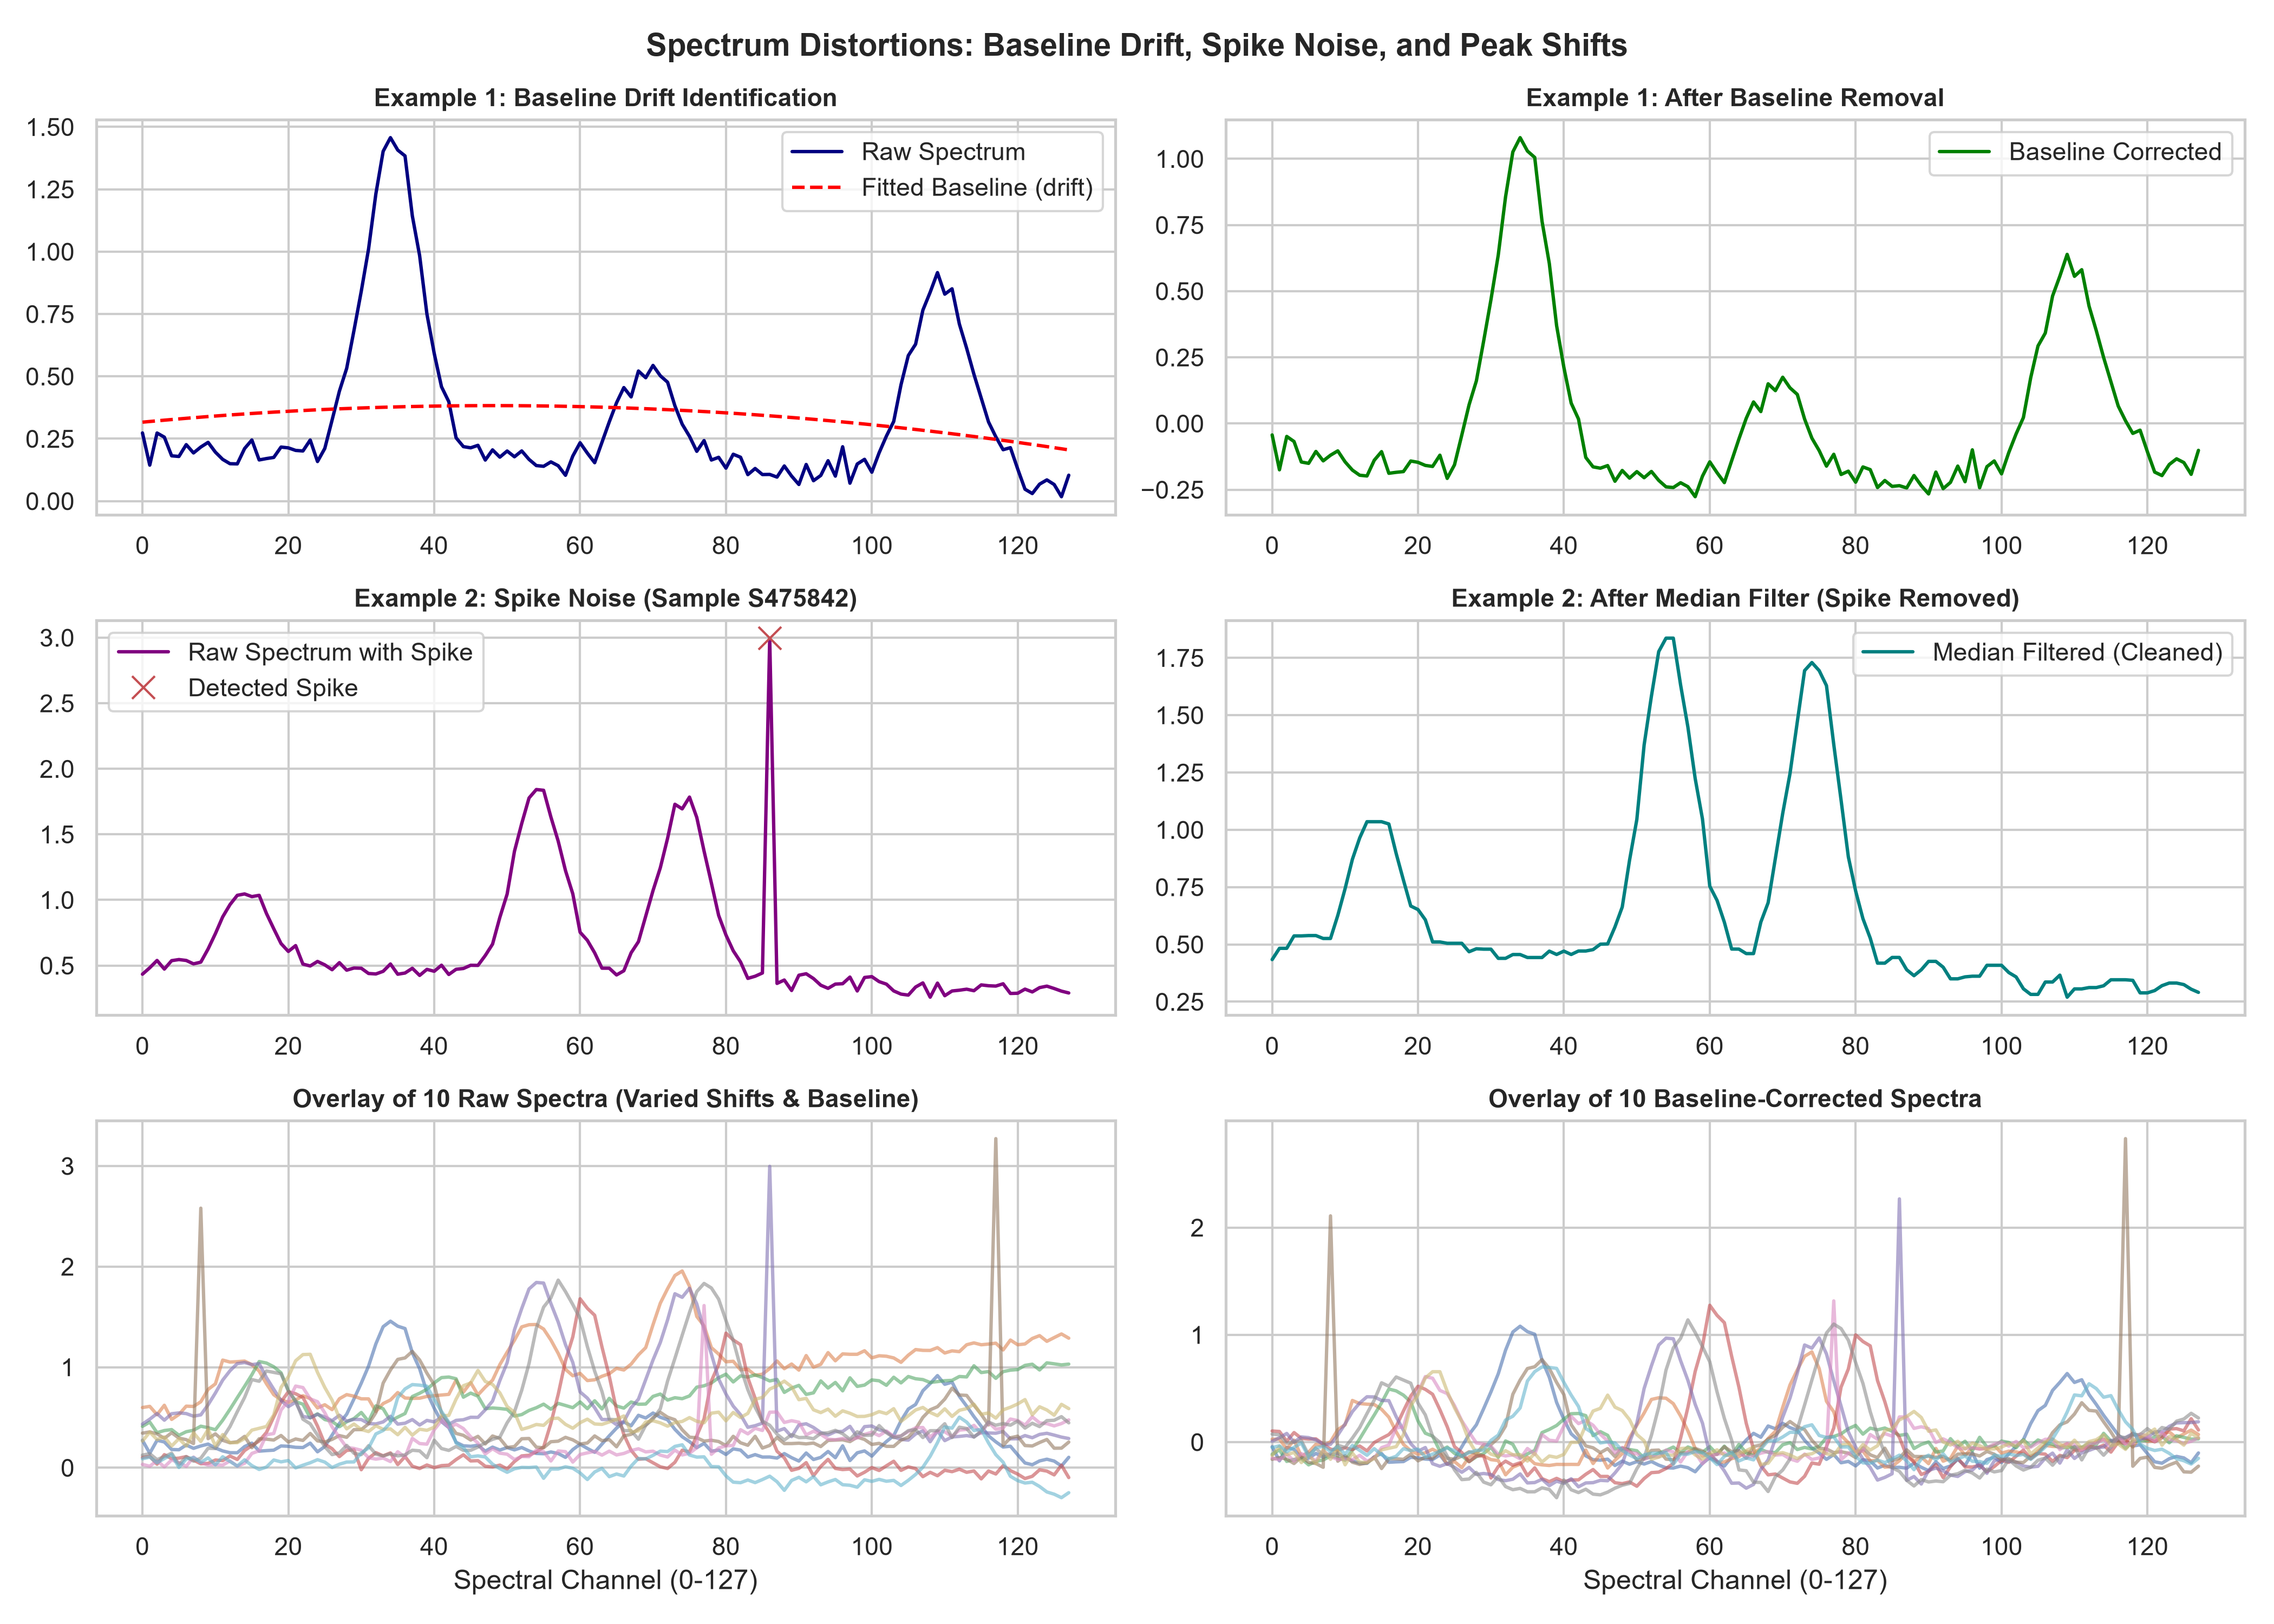 Spectrum Distortions: Baseline Drift, Spike Noise, and Peak Shifts
Example 1: Baseline Drift Identification
1.50
1.25
1.00
0.75
0.50
0.25
0.00
Raw Spectrum
Fitted Baseline (drift)
0 20 40 60 80 100 120
Example 1: After Baseline Removal
1.00
0.75
0.50
0.25
0.00
−0.25
Baseline Corrected
0 20 40 60 80 100 120
Example 2: Spike Noise (Sample S475842)
3.0
2.5
2.0
1.5
1.0
0.5
Raw Spectrum with Spike
Detected Spike
0 20 40 60 80 100 120
Example 2: After Median Filter (Spike Removed)
1.75
1.50
1.25
1.00
0.75
0.50
0.25
Median Filtered (Cleaned)
0 20 40 60 80 100 120
Overlay of 10 Raw Spectra (Varied Shifts & Baseline)
3
2
1
0
0 20 40 60 80 100 120
Spectral Channel (0-127)
Overlay of 10 Baseline-Corrected Spectra
2
1
0
0 20 40 60 80 100 120
Spectral Channel (0-127)